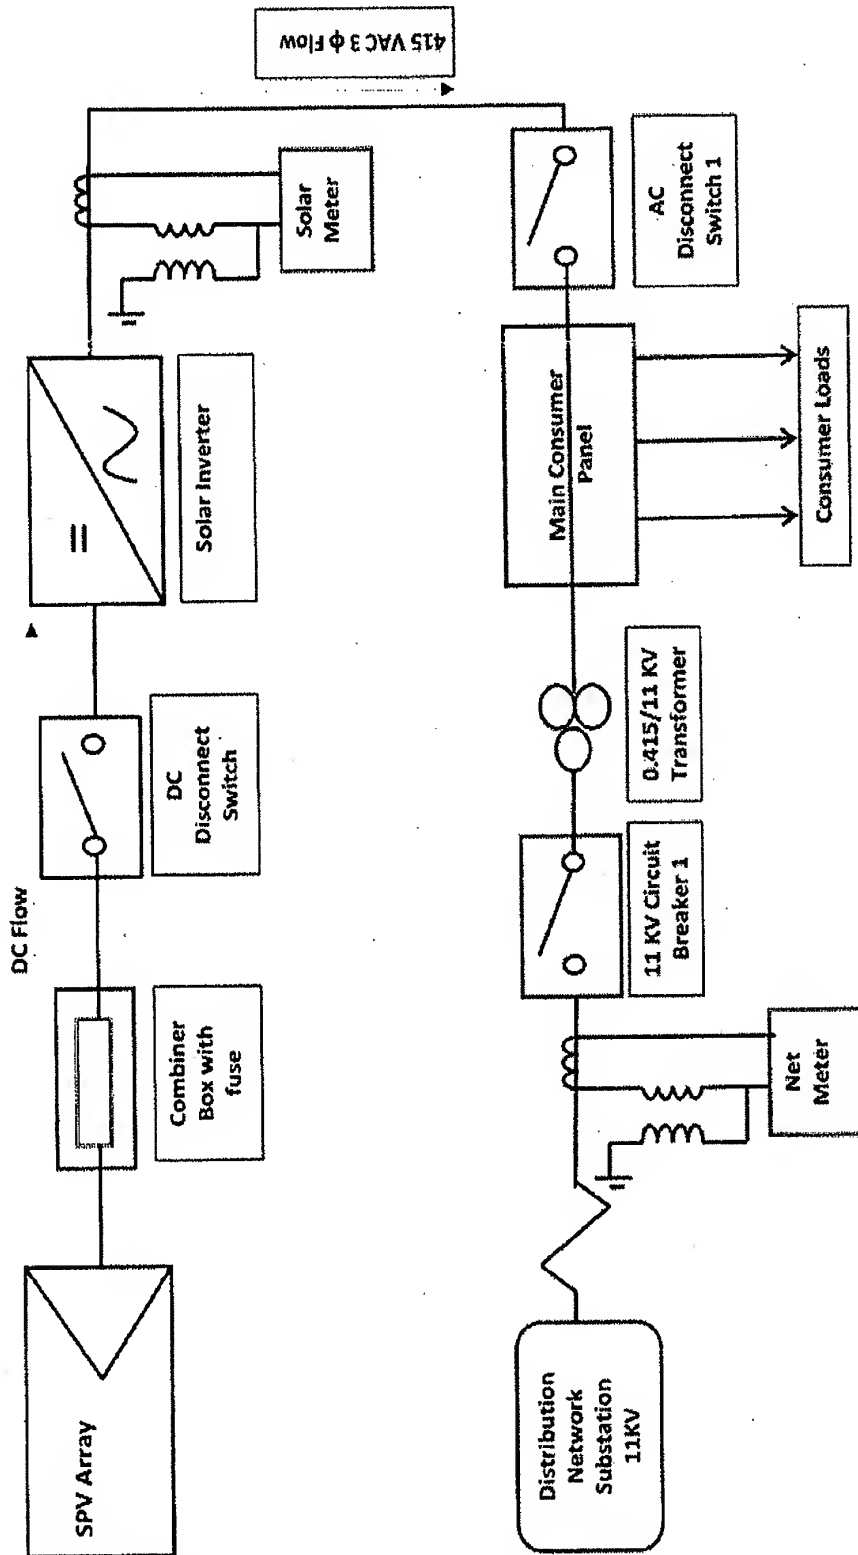 SPV Array
Combiner
Box with
fuse
DC Flow
DC
Disconnect
Switch
Solar Inverter
Solar
Meter
415 VAC 3 ϕ Flow
AC
Disconnect
Switch 1
Main Consumer
Panel
Consumer Loads
0.415/11 KV
Transformer
11 KV Circuit
Breaker 1
Net
Meter
Distribution
Network
Substation
11KV